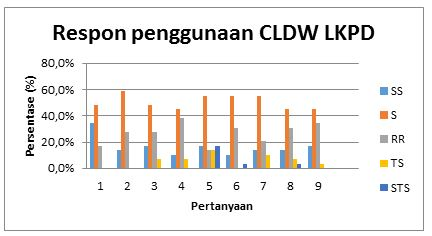 Respon penggunaan CLDW LKPD
80,0%
60,0%
40,0%
20,0%
0,0%
Persentase (%)
1 2 3 4 5 6 7 8 9
Pertanyaan
SS
S
RR
TS
STS